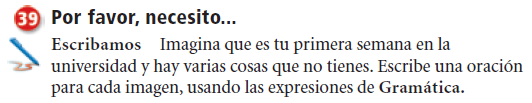 39 Por favor, necesito...
Escribamos Imagina que es tu primera semana en la
universidad y hay varias cosas que no tienes. Escribe una oración
para cada imagen, usando las expresiones de Gramática.